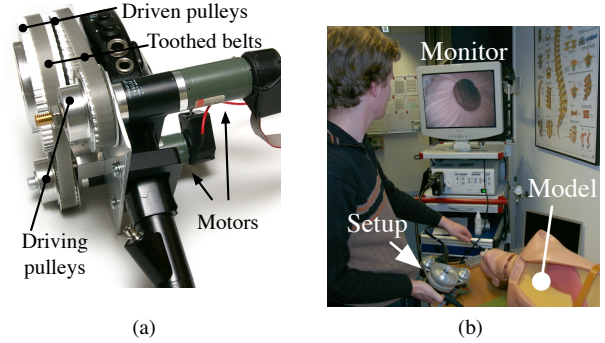 Driven pulleys
Toothed belts
Motors
Driving
pulleys
(a)
Monitor
Model
Setup
(b)